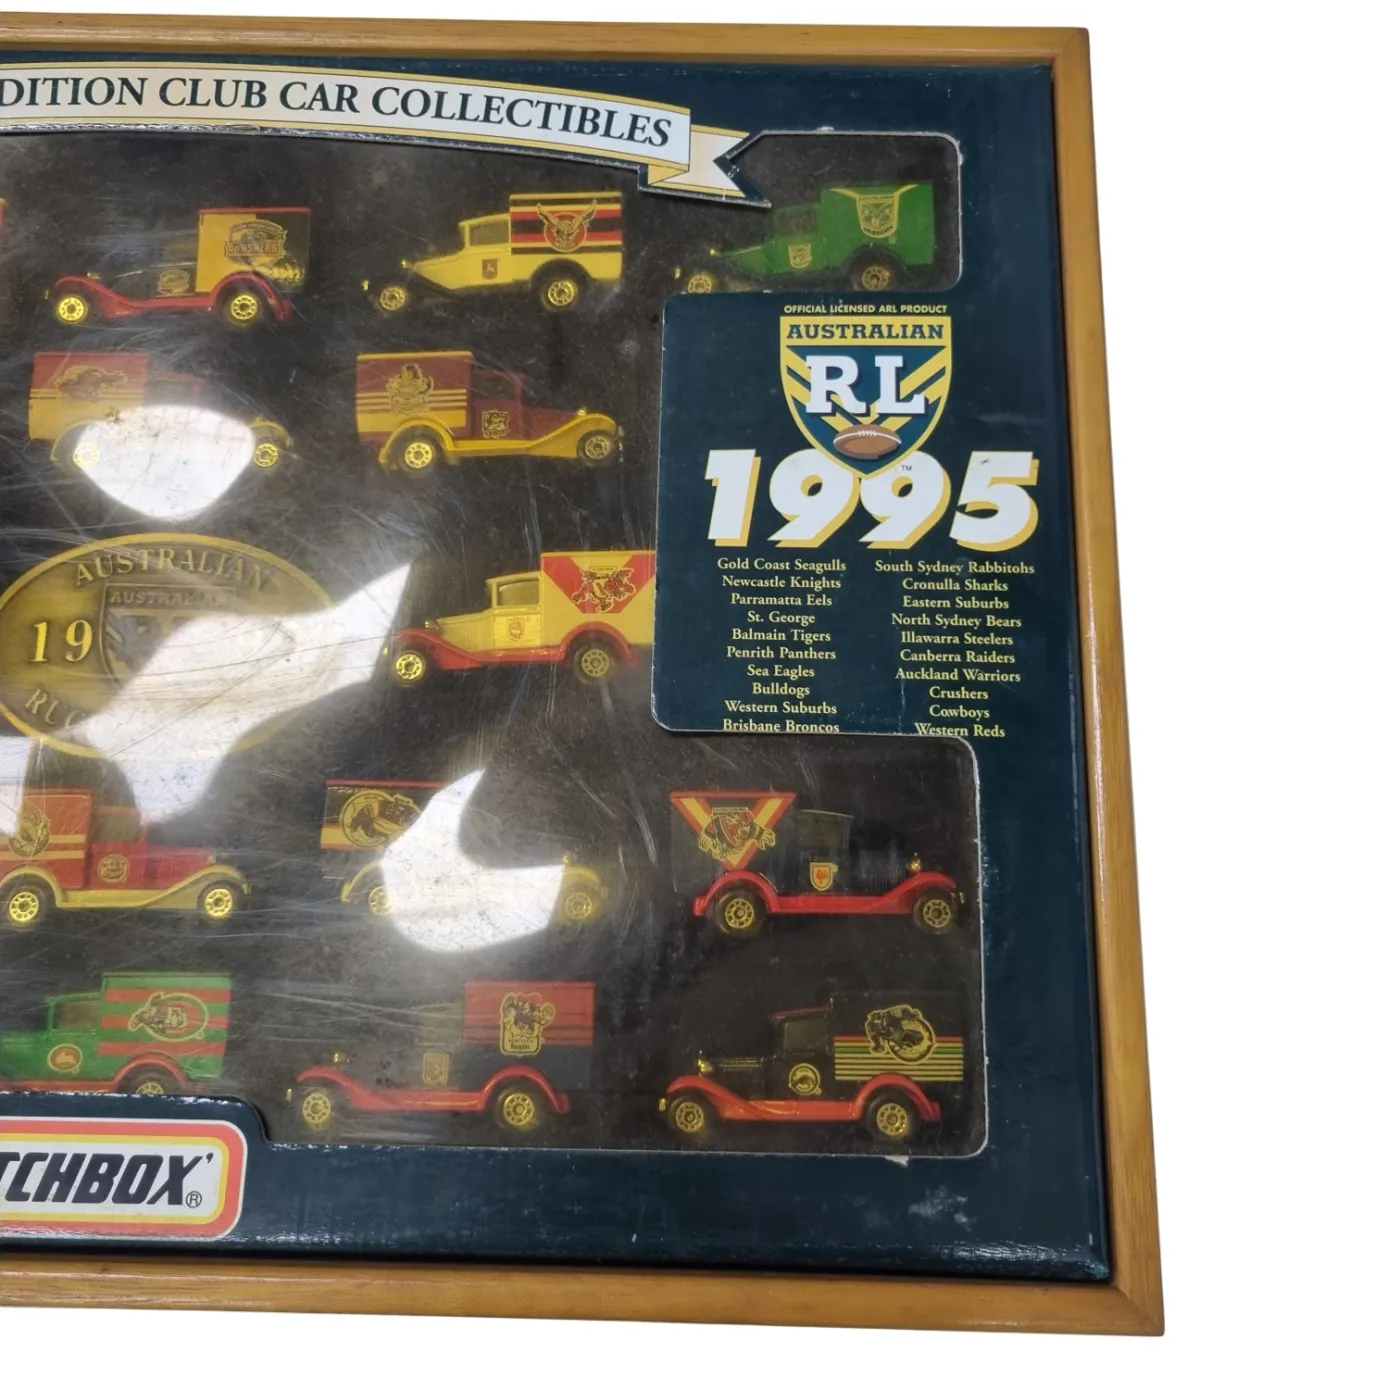 DITION CLUB CAR COLLECTIBLES
OFFICIAL LICENSED ARL PRODUCT
AUSTRALIAN
RL
1995
TM
Gold Coast Seagulls
Newcastle Knights
Parramatta Eels
St. George
Balmain Tigers
Penrith Panthers
Sea Eagles
Bulldogs
Western Suburbs
Brisbane Broncos
South Sydney Rabbitohs
Cronulla Sharks
Eastern Suburbs
North Sydney Bears
Illawarra Steelers
Canberra Raiders
Auckland Warriors
Crushers
Cowboys
Western Reds
AUSTRALIAN
AUSTRALIAN
19
TCHBOX®